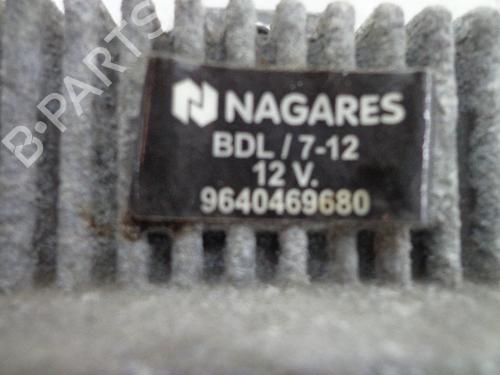 B-PARTS
NAGARES
BDL / 7-12
12 V.
9640469680